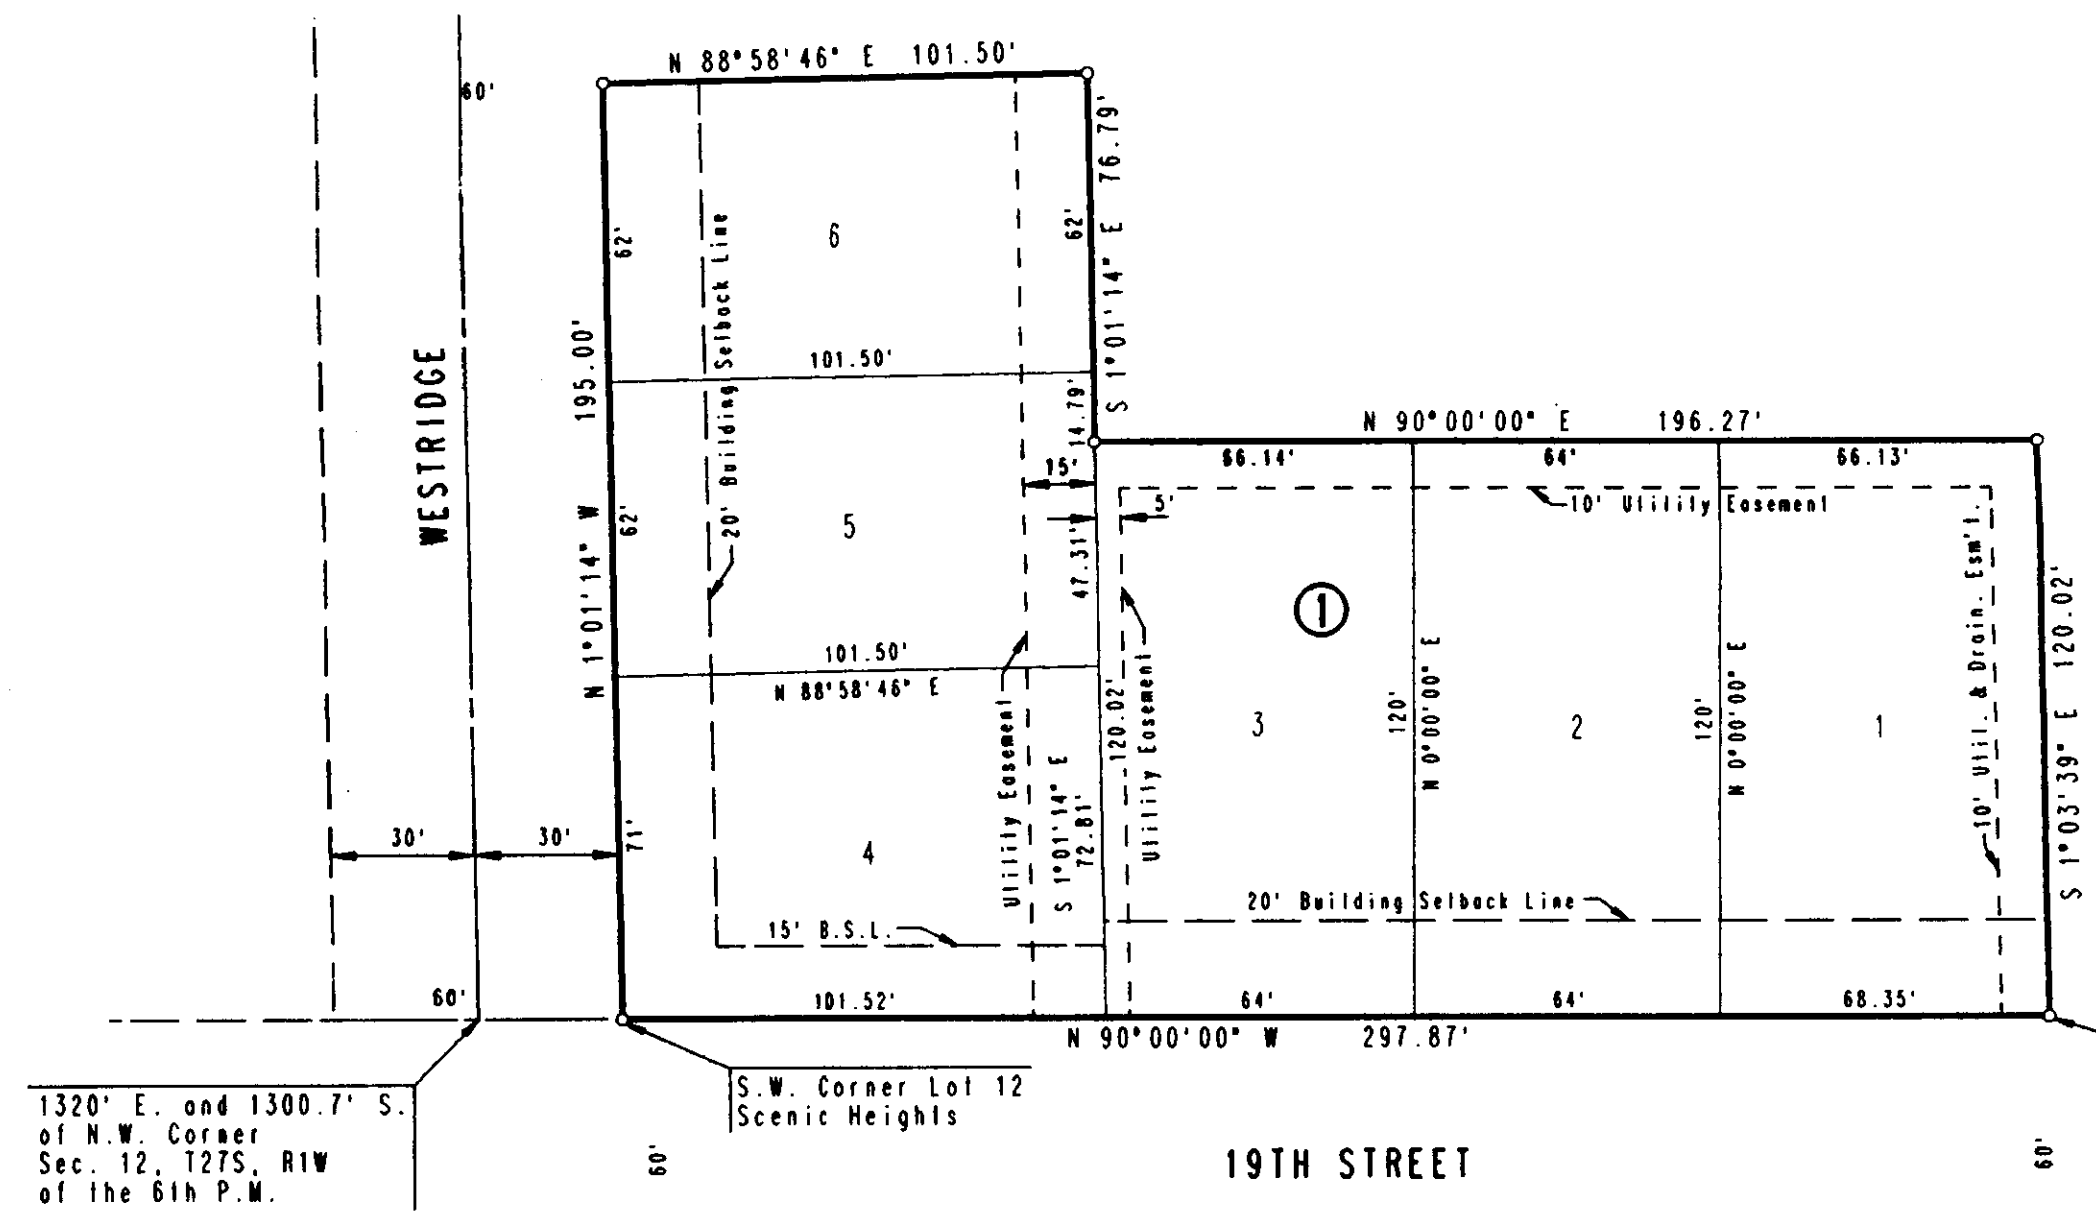 N 88°58'46" E 101.50'
60'
S 1°01'14" E 76.79'
62'
62'
6
20' Building Setback Line
101.50'
WESTRIDGE
N 1°01'14" W 195.00'
14.79'
N 90°00'00" E 196.27'
66.14'
64'
66.13'
15'
5'
10' Utility Easement
62'
5
47.31'
1
10' Util. & Drain. Esm't.
S 1°03'39" E 120.02'
101.50'
N 88°58'46" E
Utility Easement
S 1°01'14" E
72.81'
120.02'
Utility Easement
3
120'
N 0°00'00" E
2
120'
N 0°00'00" E
1
30'
30'
71'
4
15' B.S.L.
20' Building Setback Line
60'
101.52'
64'
64'
68.35'
N 90°00'00" W 297.87'
1320' E. and 1300.7' S.
of N.W. Corner
Sec. 12, T27S, R1W
of the 6th P.M.
S.W. Corner Lot 12
Scenic Heights
60'
19TH STREET
60'